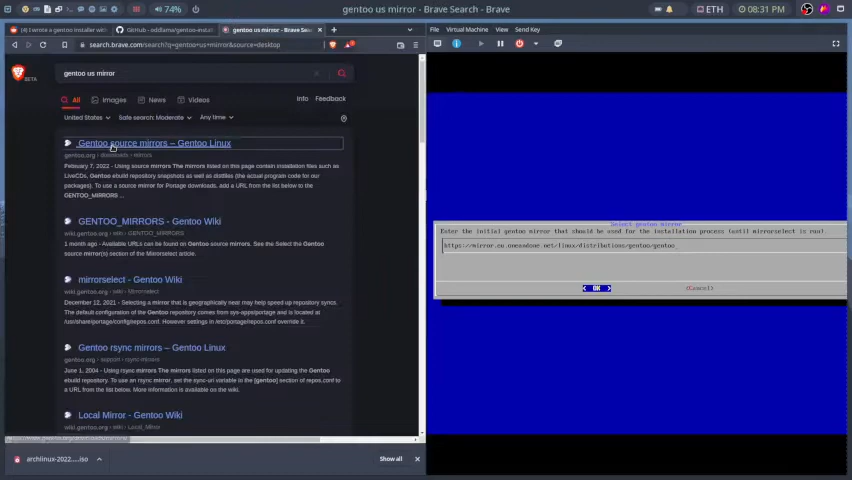 74%
gentoo us mirror - Brave Search - Brave
ETH
08:31 PM
(4) I wrote a gentoo installer with
GitHub - oddlama/gentoo-instal
gentoo us mirror - Brave Sear
search.brave.com/search?q=gentoo+us+mirror&source=desktop
BETA
gentoo us mirror
All
Images
News
Videos
Info
Feedback
United States
Safe search: Moderate
Any time
Gentoo source mirrors – Gentoo Linux
gentoo.org › downloads › mirrors
February 7, 2022 - Using source mirrors The mirrors listed on this page contain installation files such as
LiveCDs, Gentoo ebuild repository snapshots as well as distfiles (the actual program code for our
packages). To use a source mirror for Portage downloads, add a URL from the list below to the
GENTOO_MIRRORS ...
GENTOO_MIRRORS - Gentoo Wiki
wiki.gentoo.org › wiki › GENTOO_MIRRORS
1 month ago - Available URLs can be found on Gentoo source mirrors. See the Select the Gentoo
source mirror(s) section of the Mirrorselect article.
mirrorselect – Gentoo Wiki
wiki.gentoo.org › wiki › Mirrorselect
December 12, 2021 - Selecting a mirror that is geographically near may help speed up repository syncs.
The default configuration of the Gentoo repository comes from sys-apps/portage and is located at
/usr/share/portage/config/repos.conf. However settings in /etc/portage/repos.conf override it.
Gentoo rsync mirrors – Gentoo Linux
gentoo.org › support › rsync-mirrors
June 1, 2004 - Using rsync mirrors The mirrors listed on this page are used for updating the Gentoo
ebuild repository. To use an rsync mirror, set the sync-uri variable in the [gentoo] section of repos.conf to
a URL from the list below. More information is available on the wiki.
Local Mirror - Gentoo Wiki
wiki.gentoo.org › wiki › Local_Mirror
archlinux-2022....iso
Show all
File
Virtual Machine
View
Send Key
Select gentoo mirror
Enter the initial gentoo mirror that should be used for the installation process (until mirrorselect is run).
https://mirror.eu.oneandone.net/linux/distributions/gentoo/gentoo
< OK >
<Cancel>